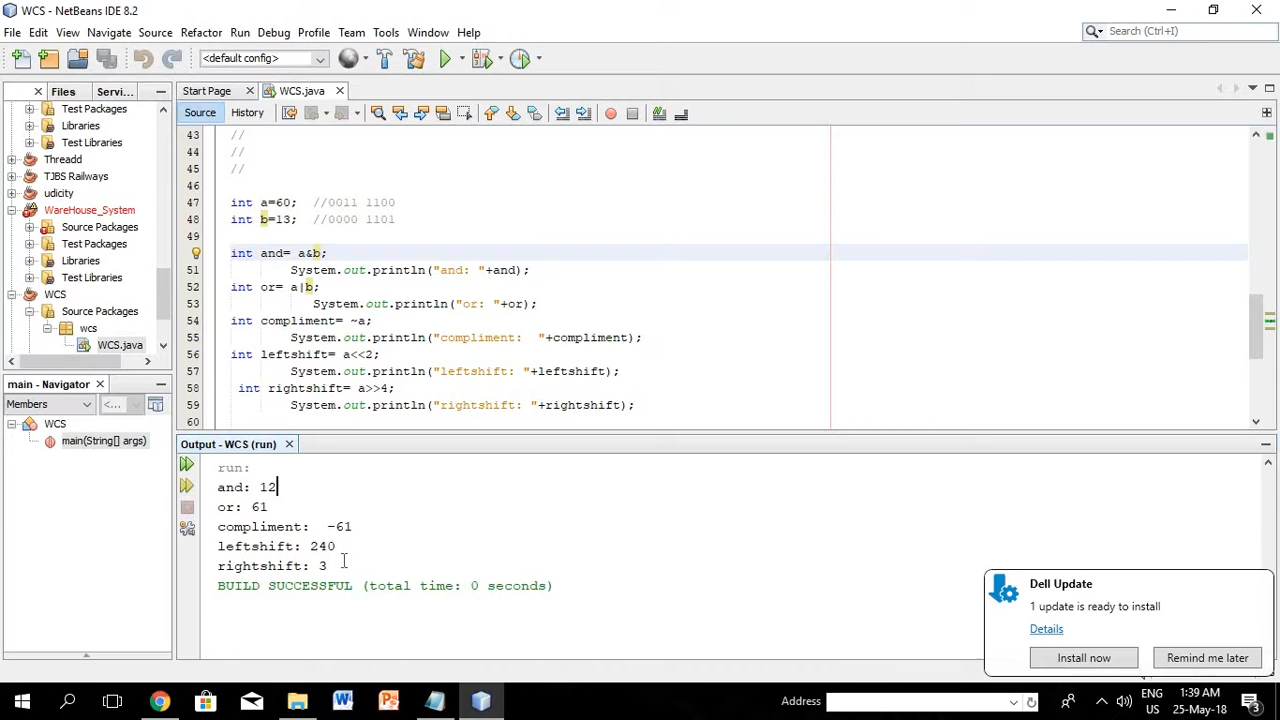 WCS - NetBeans IDE 8.2
File Edit View Navigate Source Refactor Run Debug Profile Team Tools Window Help
Search (Ctrl+I)
<default config>
Files Servi...
Start Page WCS.java
Source History
Test Packages
Libraries
Test Libraries
Threadd
TJBS Railways
udicity
WareHouse_System
Source Packages
Test Packages
Libraries
Test Libraries
WCS
Source Packages
wcs
WCS.java
43 //
44 //
45 //
46
47 int a=60; //0011 1100
48 int b=13; //0000 1101
49
int and= a&b;
51 System.out.println("and: "+and);
52 int or= a|b;
53 System.out.println("or: "+or);
54 int compliment= ~a;
55 System.out.println("compliment:  "+compliment);
56 int leftshift= a<<2;
57 System.out.println("leftshift: "+leftshift);
58 int rightshift= a>>4;
59 System.out.println("rightshift: "+rightshift);
60
main - Navigator
Members <...
WCS
main(String[] args)
Output - WCS (run)
run:
and: 12
or: 61
compliment:  -61
leftshift: 240
rightshift: 3
BUILD SUCCESSFUL (total time: 0 seconds)
Dell Update
1 update is ready to install
Details
Install now Remind me later
Address
ENG
US
1:39 AM
25-May-18
3